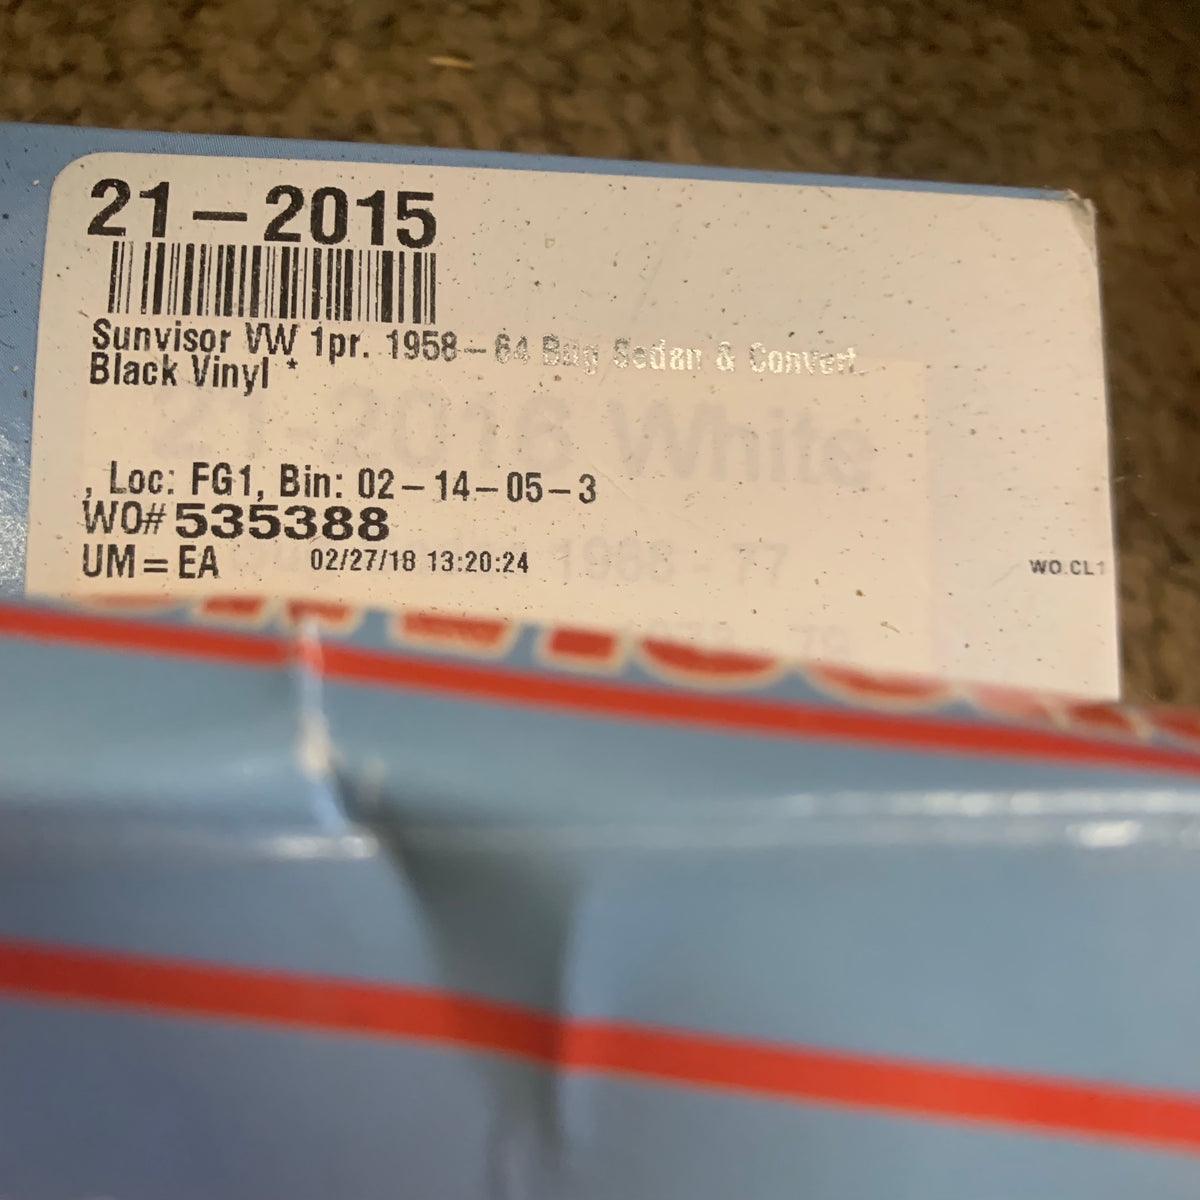 21-2015
Sunvisor VW 1pr. 1958-64 Bug Sedan & Convert.
Black Vinyl *
21-2016 White
, Loc: FG1, Bin: 02-14-05-3
WO# 535388
UM=EA 02/27/18 13:20:24
WO.CL1